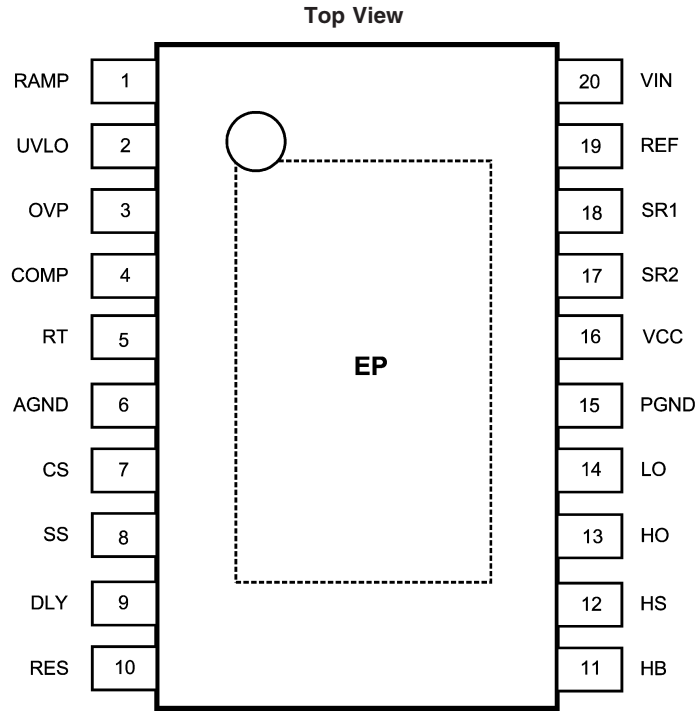 Top View
RAMP 1 20 VIN
UVLO 2 19 REF
OVP 3 18 SR1
COMP 4 17 SR2
RT 5 16 VCC
EP
AGND 6 15 PGND
CS 7 14 LO
SS 8 13 HO
DLY 9 12 HS
RES 10 11 HB